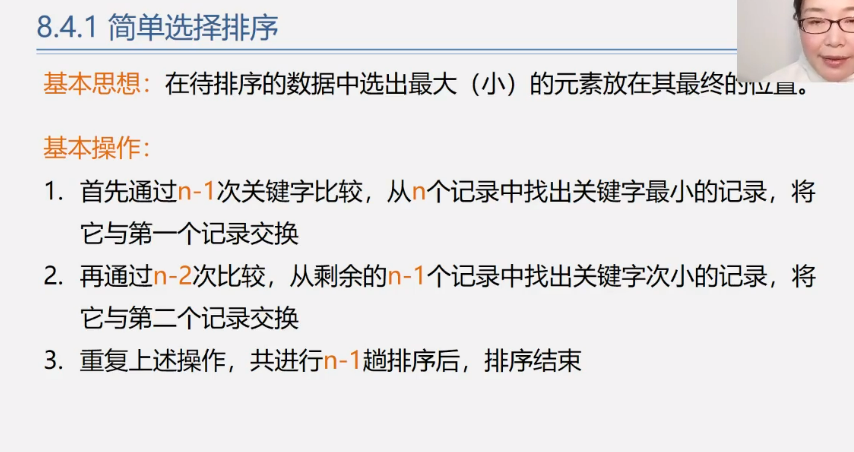 8.4.1 简单选择排序
基本思想：在待排序的数据中选出最大（小）的元素放在其最终的位置。
基本操作：
1. 首先通过n-1次关键字比较，从n个记录中找出关键字最小的记录，将
它与第一个记录交换
2. 再通过n-2次比较，从剩余的n-1个记录中找出关键字次小的记录，将
它与第二个记录交换
3. 重复上述操作，共进行n-1趟排序后，排序结束